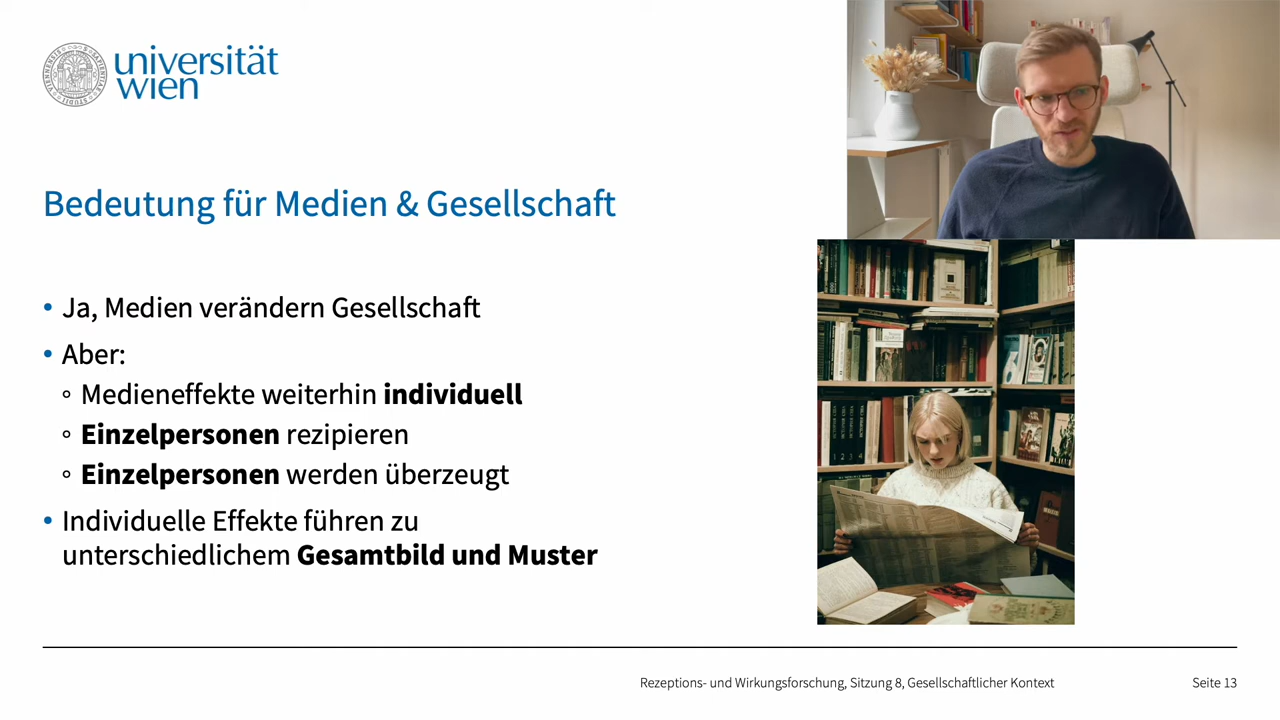 universität
wien
Bedeutung für Medien & Gesellschaft
• Ja, Medien verändern Gesellschaft
• Aber:
◦ Medieneffekte weiterhin individuell
◦ Einzelpersonen rezipieren
◦ Einzelpersonen werden überzeugt
• Individuelle Effekte führen zu
unterschiedlichem Gesamtbild und Muster
Rezeptions- und Wirkungsforschung, Sitzung 8, Gesellschaftlicher Kontext
Seite 13